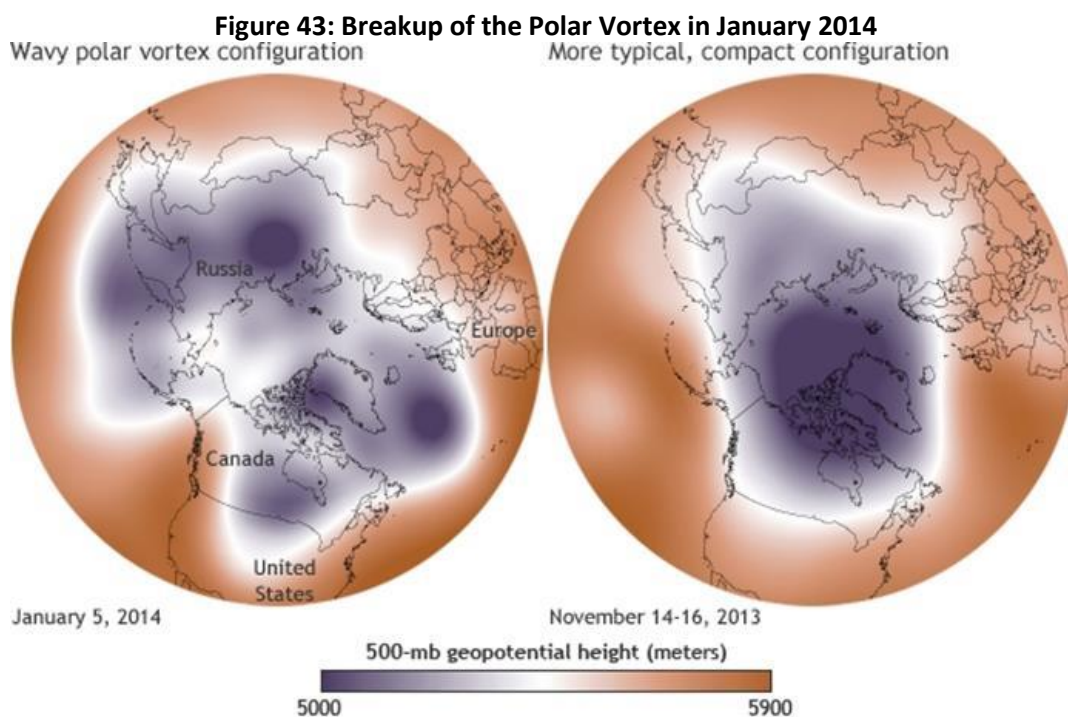 Figure 43: Breakup of the Polar Vortex in January 2014
Wavy polar vortex configuration
More typical, compact configuration
Russia
Europe
Canada
United
States
January 5, 2014
November 14-16, 2013
500-mb geopotential height (meters)
5000
5900